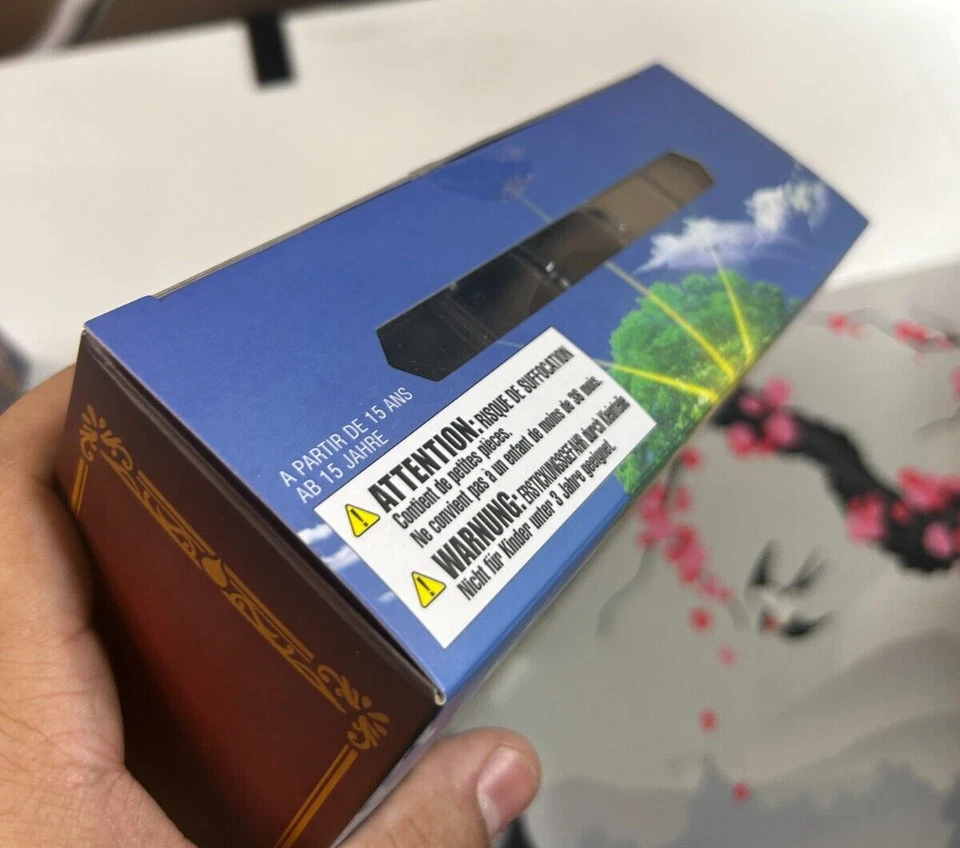 A PARTIR DE 15 ANS
AB 15 JAHRE
ATTENTION: RISQUE DE SUFFOCATION
Contient de petites pièces.
Ne convient pas à un enfant de moins de 36 mois.
WARNUNG: ERSTICKUNGSGEFAHR durch Kleinteile
Nicht für Kinder unter 3 Jahre geeignet.